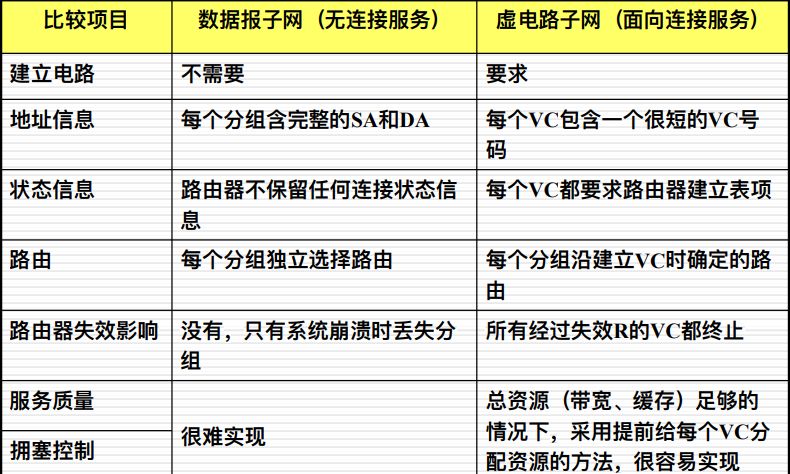 比较项目
数据报子网（无连接服务）
虚电路子网（面向连接服务）
建立电路
不需要
要求
地址信息
每个分组含完整的SA和DA
每个VC包含一个很短的VC号
码
状态信息
路由器不保留任何连接状态信
息
每个VC都要求路由器建立表项
路由
每个分组独立选择路由
每个分组沿建立VC时确定的路
由
路由器失效影响
没有，只有系统崩溃时丢失分
组
所有经过失效R的VC都终止
服务质量
拥塞控制
很难实现
总资源（带宽、缓存）足够的
情况下，采用提前给每个VC分
配资源的方法，很容易实现